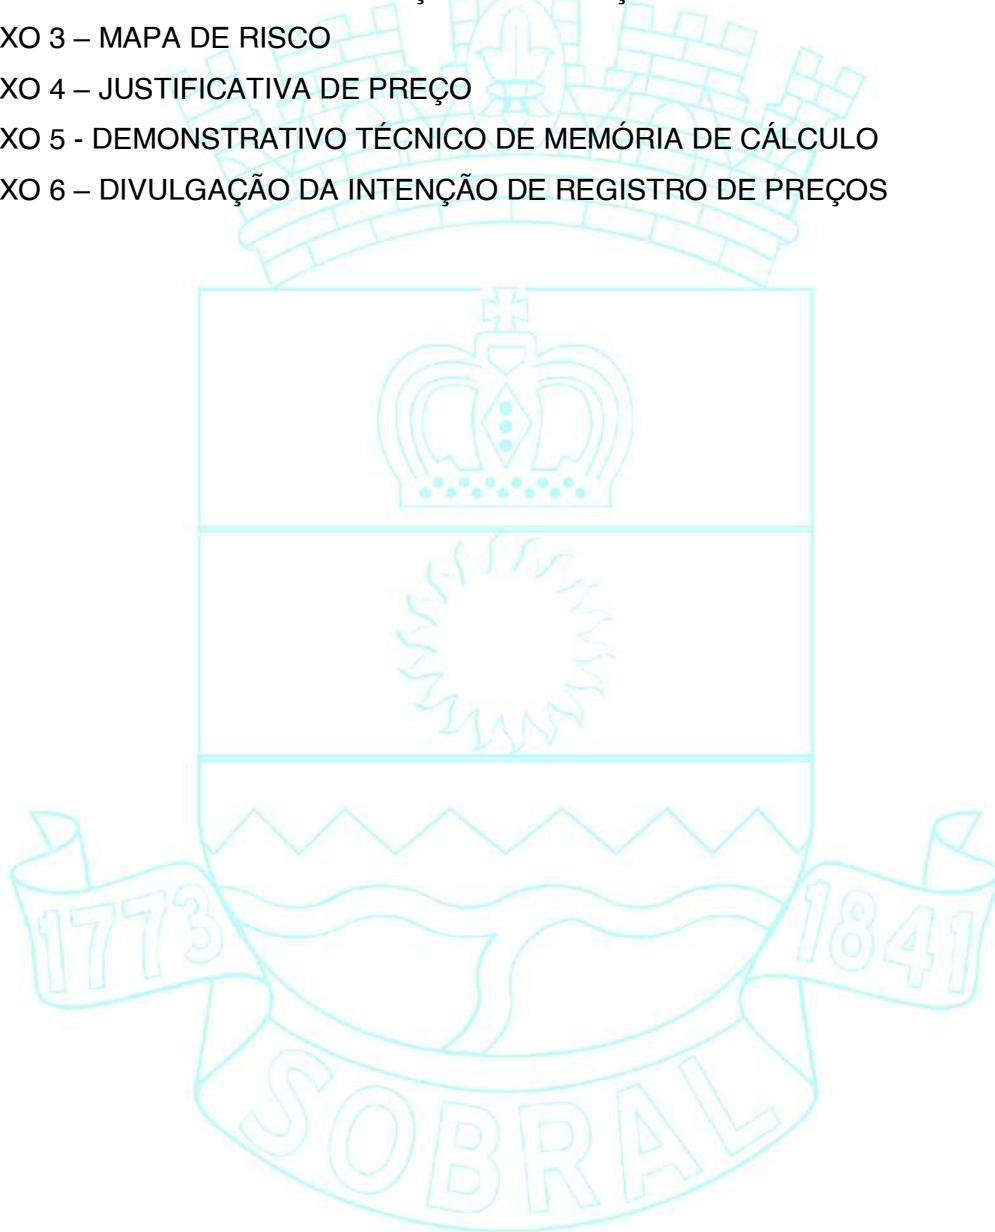 XO 3 – MAPA DE RISCO
XO 4 – JUSTIFICATIVA DE PREÇO
XO 5 - DEMONSTRATIVO TÉCNICO DE MEMÓRIA DE CÁLCULO
XO 6 – DIVULGAÇÃO DA INTENÇÃO DE REGISTRO DE PREÇOS
1773
1841
SOBRAL